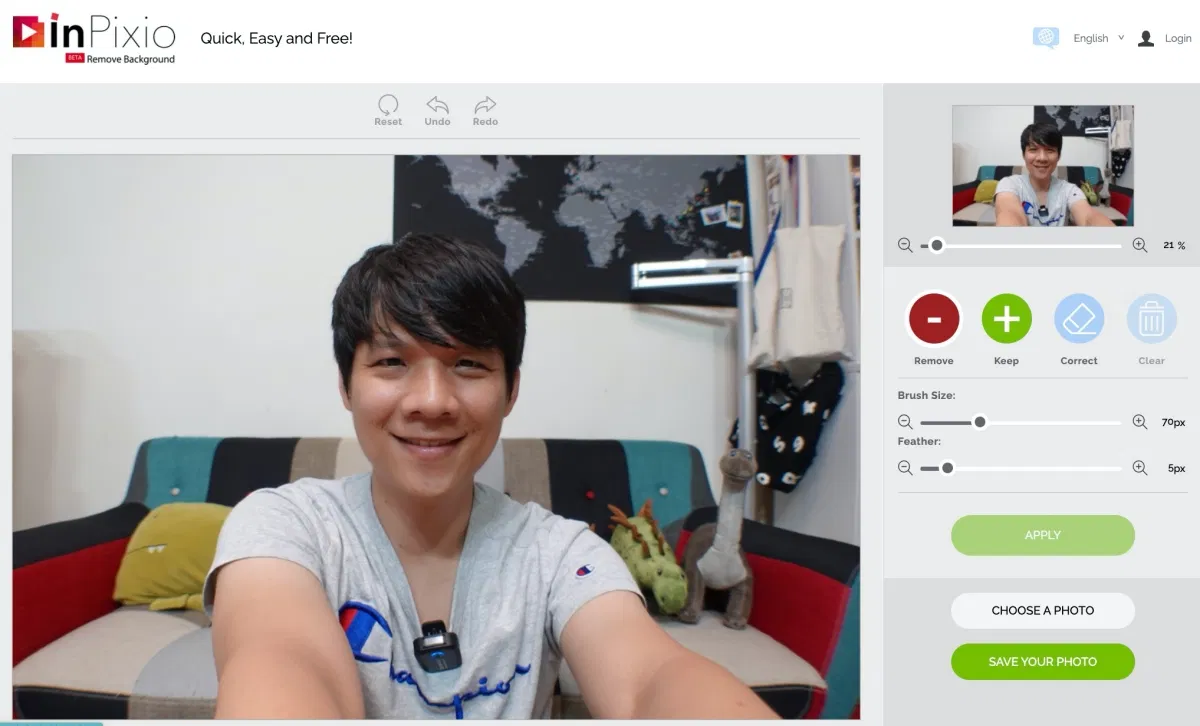 inPixio
BETA Remove Background
Quick, Easy and Free!
English
Login
Reset
Undo
Redo
21 %
Remove
Keep
Correct
Clear
Brush Size:
70px
Feather:
5px
APPLY
CHOOSE A PHOTO
SAVE YOUR PHOTO
Champion